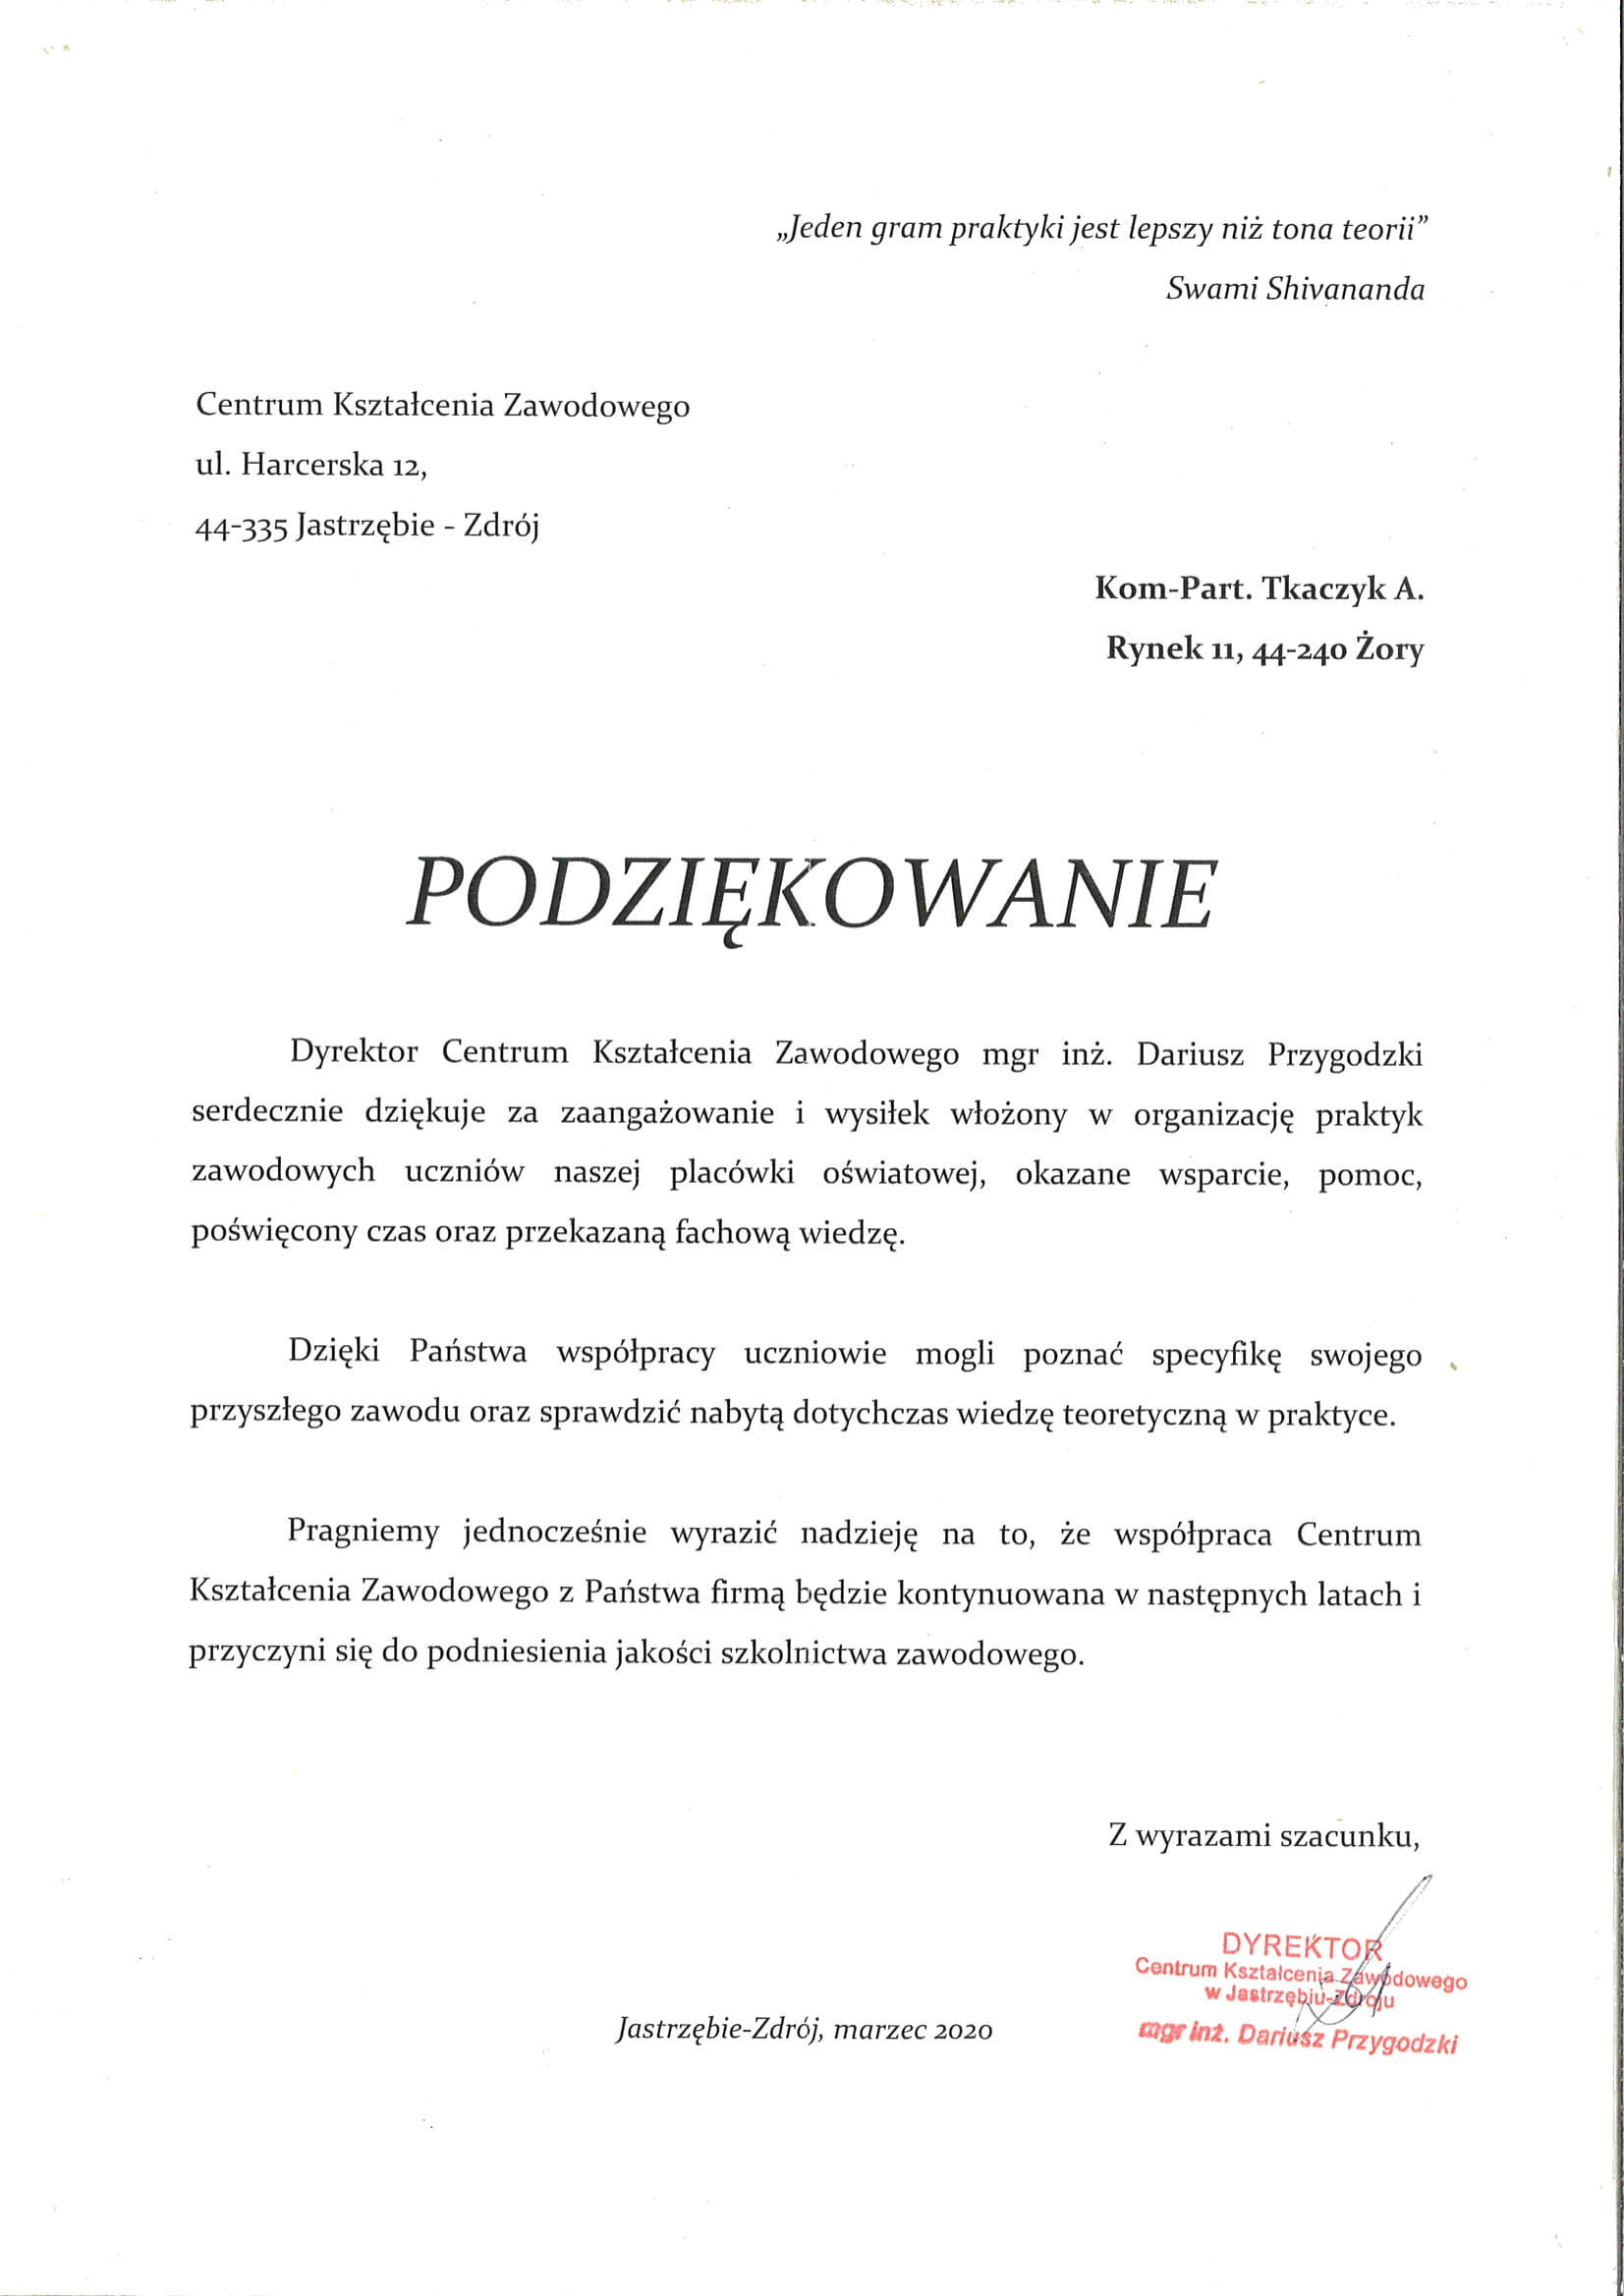 „Jeden gram praktyki jest lepszy niż tona teorii”
Swami Shivananda
Centrum Kształcenia Zawodowego
ul. Harcerska 12,
44-335 Jastrzębie - Zdrój
Kom-Part. Tkaczyk A.
Rynek 11, 44-240 Żory
PODZIĘKOWANIE
Dyrektor Centrum Kształcenia Zawodowego mgr inż. Dariusz Przygodzki
serdecznie dziękuje za zaangażowanie i wysiłek włożony w organizację praktyk
zawodowych uczniów naszej placówki oświatowej, okazane wsparcie, pomoc,
poświęcony czas oraz przekazaną fachową wiedzę.
Dzięki Państwa współpracy uczniowie mogli poznać specyfikę swojego
przyszłego zawodu oraz sprawdzić nabytą dotychczas wiedzę teoretyczną w praktyce.
Pragniemy jednocześnie wyrazić nadzieję na to, że współpraca Centrum
Kształcenia Zawodowego z Państwa firmą będzie kontynuowana w następnych latach i
przyczyni się do podniesienia jakości szkolnictwa zawodowego.
Z wyrazami szacunku,
DYREKTOR
Centrum Kształcenia Zawodowego
w Jastrzębiu-Zdroju
mgr inż. Dariusz Przygodzki
Jastrzębie-Zdrój, marzec 2020